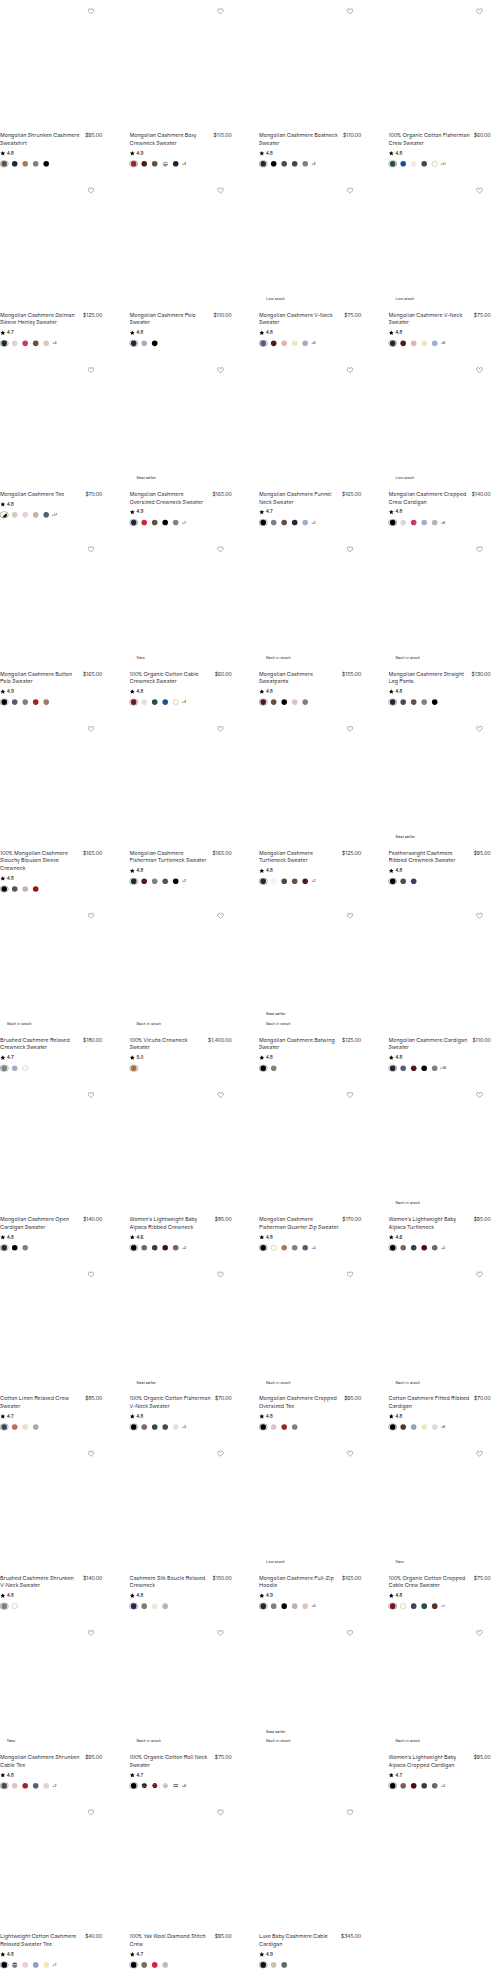 Mongolian Shrunken Cashmere $95.00
Sweatshirt
★ 4.8
Mongolian Cashmere Boxy $115.00
Crewneck Sweater
★ 4.9
+3
Mongolian Cashmere Boatneck $110.00
Sweater
★ 4.8
+3
100% Organic Cotton Fisherman $60.00
Crew Sweater
★ 4.8
Mongolian Cashmere Dolman $125.00
Sleeve Henley Sweater
★ 4.7
Mongolian Cashmere Polo $110.00
Sweater
★ 4.8
Low stock
Mongolian Cashmere V-Neck $75.00
Sweater
★ 4.8
Low stock
Mongolian Cashmere V-Neck $75.00
Sweater
★ 4.8
Mongolian Cashmere Tee $70.00
★ 4.8
+17
Best seller
Mongolian Cashmere $165.00
Oversized Crewneck Sweater
★ 4.9
Mongolian Cashmere Funnel $165.00
Neck Sweater
★ 4.7
Low stock
Mongolian Cashmere Cropped $140.00
Crew Cardigan
★ 4.8
Mongolian Cashmere Button $165.00
Polo Sweater
★ 4.9
New
100% Organic Cotton Cable $60.00
Crewneck Sweater
★ 4.8
Back in stock
Mongolian Cashmere $155.00
Sweatpants
★ 4.8
Back in stock
Mongolian Cashmere Straight $130.00
Leg Pants
★ 4.8
100% Mongolian Cashmere $165.00
Slouchy Blouson Sleeve
Crewneck
★ 4.8
Mongolian Cashmere $165.00
Fisherman Turtleneck Sweater
★ 4.8
Mongolian Cashmere $125.00
Turtleneck Sweater
★ 4.8
Best seller
Featherweight Cashmere $95.00
Ribbed Crewneck Sweater
★ 4.8
Back in stock
Brushed Cashmere Relaxed $180.00
Crewneck Sweater
★ 4.7
Back in stock
100% Vicuña Crewneck $1,400.00
Sweater
★ 5.0
Best seller
Back in stock
Mongolian Cashmere Batwing $125.00
Sweater
★ 4.8
Mongolian Cashmere Cardigan $110.00
Sweater
★ 4.8
Mongolian Cashmere Open $140.00
Cardigan Sweater
★ 4.8
Women's Lightweight Baby $85.00
Alpaca Ribbed Crewneck
★ 4.6
Mongolian Cashmere $170.00
Fisherman Quarter Zip Sweater
★ 4.8
Back in stock
Women's Lightweight Baby $95.00
Alpaca Turtleneck
★ 4.6
Cotton Linen Relaxed Crew $85.00
Sweater
★ 4.7
Best seller
100% Organic Cotton Fisherman $70.00
V-Neck Sweater
★ 4.8
Back in stock
Mongolian Cashmere Cropped $95.00
Oversized Tee
★ 4.8
Back in stock
Cotton Cashmere Fitted Ribbed $70.00
Cardigan
★ 4.8
Brushed Cashmere Shrunken $140.00
V-Neck Sweater
★ 4.8
Cashmere Silk Boucle Relaxed $150.00
Crewneck
★ 4.8
Low stock
Mongolian Cashmere Full-Zip $165.00
Hoodie
★ 4.9
New
100% Organic Cotton Cropped $75.00
Cable Crew Sweater
★ 4.8
New
Mongolian Cashmere Shrunken $95.00
Cable Tee
★ 4.8
Back in stock
100% Organic Cotton Roll Neck $75.00
Sweater
★ 4.7
Best seller
Back in stock
Back in stock
Women's Lightweight Baby $95.00
Alpaca Cropped Cardigan
★ 4.7
Lightweight Cotton Cashmere $40.00
Relaxed Sweater Tee
★ 4.8
100% Yak Wool Diamond Stitch $95.00
Crew
★ 4.7
Luxe Baby Cashmere Cable $345.00
Cardigan
★ 4.9